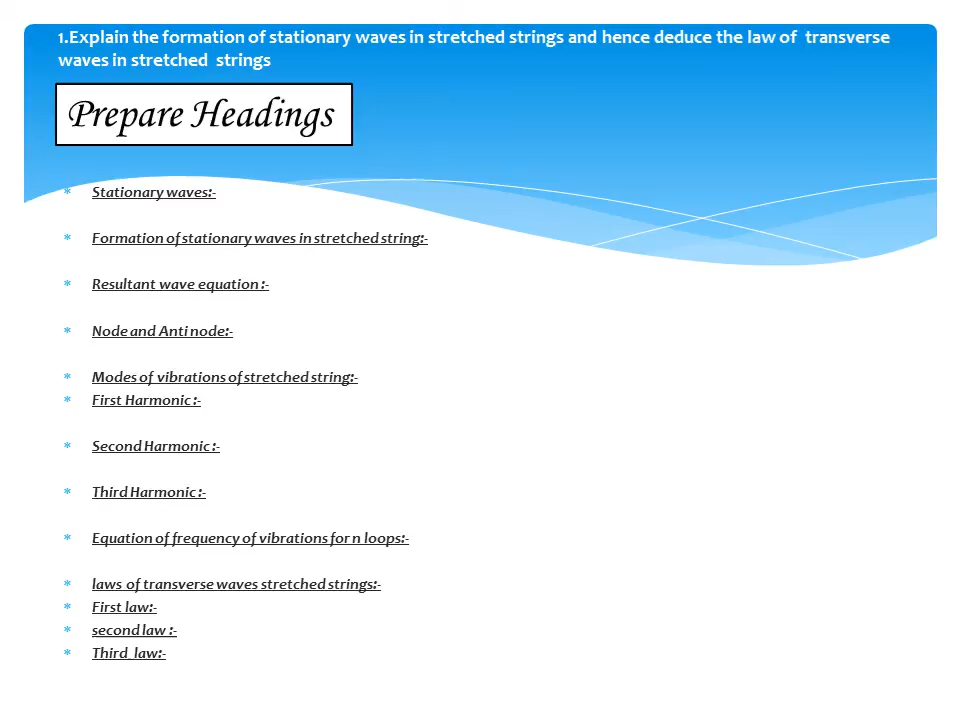 1.Explain the formation of stationary waves in stretched strings and hence deduce the law of transverse
waves in stretched strings
Prepare Headings
* Stationary waves:-
* Formation of stationary waves in stretched string:-
* Resultant wave equation :-
* Node and Anti node:-
* Modes of vibrations of stretched string:-
* First Harmonic :-
* Second Harmonic :-
* Third Harmonic :-
* Equation of frequency of vibrations for n loops:-
* laws of transverse waves stretched strings:-
* First law:-
* second law :-
* Third law:-